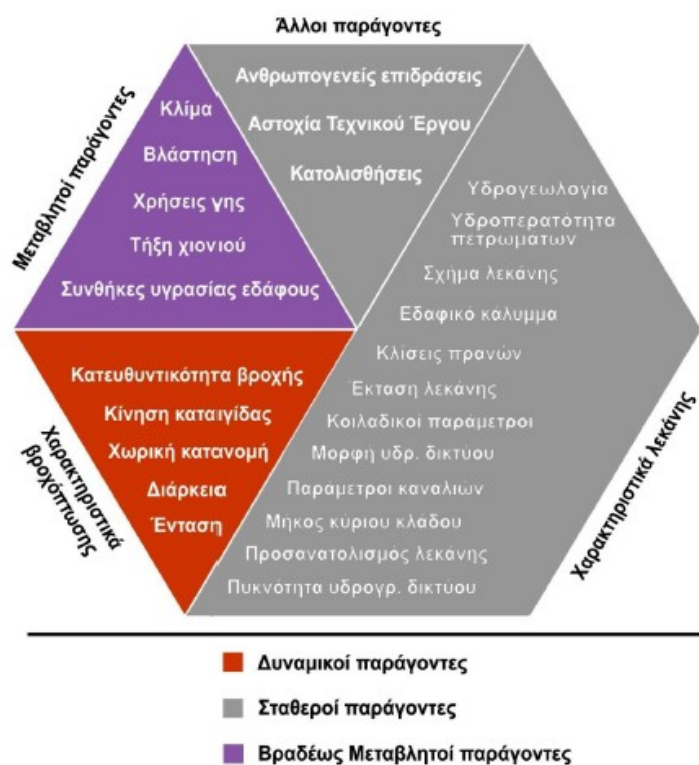 Άλλοι παράγοντες
Ανθρωπογενείς επιδράσεις
Αστοχία Τεχνικού Έργου
Κατολισθήσεις
Μεταβλητοί παράγοντες
Κλίμα
Βλάστηση
Χρήσεις γης
Τήξη χιονιού
Συνθήκες υγρασίας εδάφους
Υδρογεωλογία
Υδροπερατότητα
πετρωμάτων
Σχήμα λεκάνης
Εδαφικό κάλυμμα
Κλίσεις πρανών
Έκταση λεκάνης
Κοιλαδικοί παράμετροι
Μορφή υδρ. δικτύου
Παράμετροι καναλιών
Μήκος κύριου κλάδου
Προσανατολισμός λεκάνης
Πυκνότητα υδρογρ. δικτύου
Χαρακτηριστικά λεκάνης
Κατευθυντικότητα βροχής
Κίνηση καταιγίδας
Χωρική κατανομή
Διάρκεια
Ένταση
Χαρακτηριστικά
βροχόπτωσης
Δυναμικοί παράγοντες
Σταθεροί παράγοντες
Βραδέως Μεταβλητοί παράγοντες